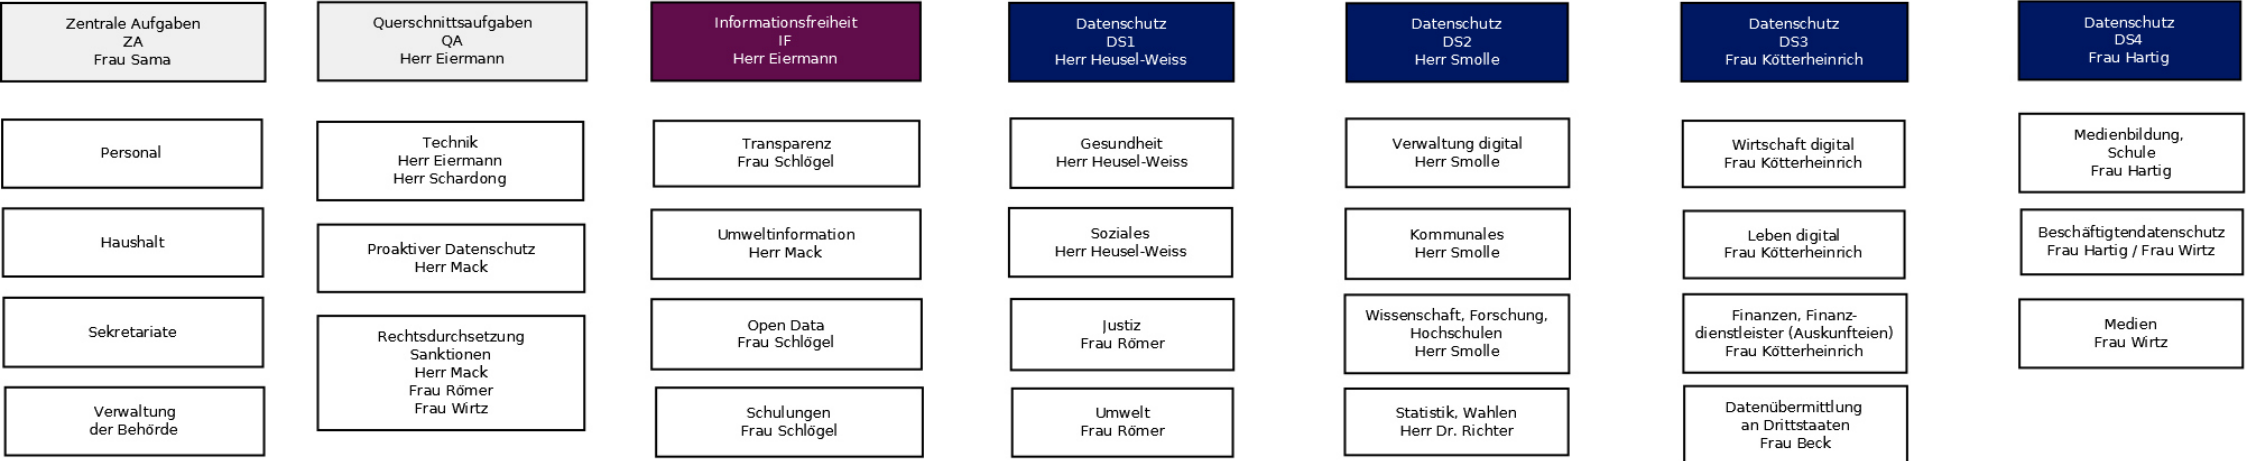 Zentrale Aufgaben
ZA
Frau Sama
Personal
Haushalt
Sekretariate
Verwaltung
der Behörde
Querschnittsaufgaben
QA
Herr Eiermann
Technik
Herr Eiermann
Herr Schardong
Proaktiver Datenschutz
Herr Mack
Rechtsdurchsetzung
Sanktionen
Herr Mack
Frau Römer
Frau Wirtz
Informationsfreiheit
IF
Herr Eiermann
Transparenz
Frau Schlögel
Umweltinformation
Herr Mack
Open Data
Frau Schlögel
Schulungen
Frau Schlögel
Datenschutz
DS1
Herr Heusel-Weiss
Gesundheit
Herr Heusel-Weiss
Soziales
Herr Heusel-Weiss
Justiz
Frau Römer
Umwelt
Frau Römer
Datenschutz
DS2
Herr Smolle
Verwaltung digital
Herr Smolle
Kommunales
Herr Smolle
Wissenschaft, Forschung,
Hochschulen
Herr Smolle
Statistik, Wahlen
Herr Dr. Richter
Datenschutz
DS3
Frau Kötterheinrich
Wirtschaft digital
Frau Kötterheinrich
Leben digital
Frau Kötterheinrich
Finanzen, Finanz-
dienstleister (Auskunfteien)
Frau Kötterheinrich
Datenübermittlung
an Drittstaaten
Frau Beck
Datenschutz
DS4
Frau Hartig
Medienbildung,
Schule
Frau Hartig
Beschäftigtendatenschutz
Frau Hartig / Frau Wirtz
Medien
Frau Wirtz